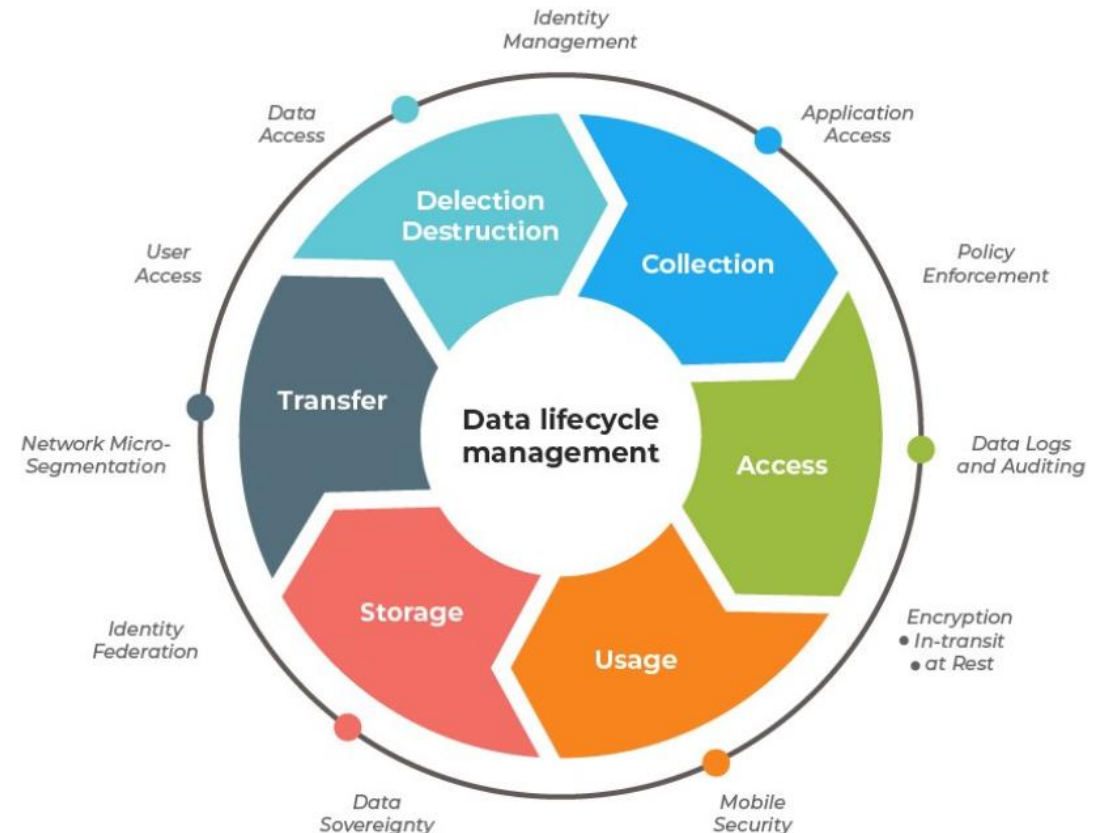 Identity
Management
Data
Access
Application
Access
Delection
Destruction
Collection
User
Access
Policy
Enforcement
Transfer
Data lifecycle
management
Access
Network Micro-
Segmentation
Data Logs
and Auditing
Storage
Usage
Identity
Federation
Encryption
• In-transit
• at Rest
Data
Sovereignty
Mobile
Security